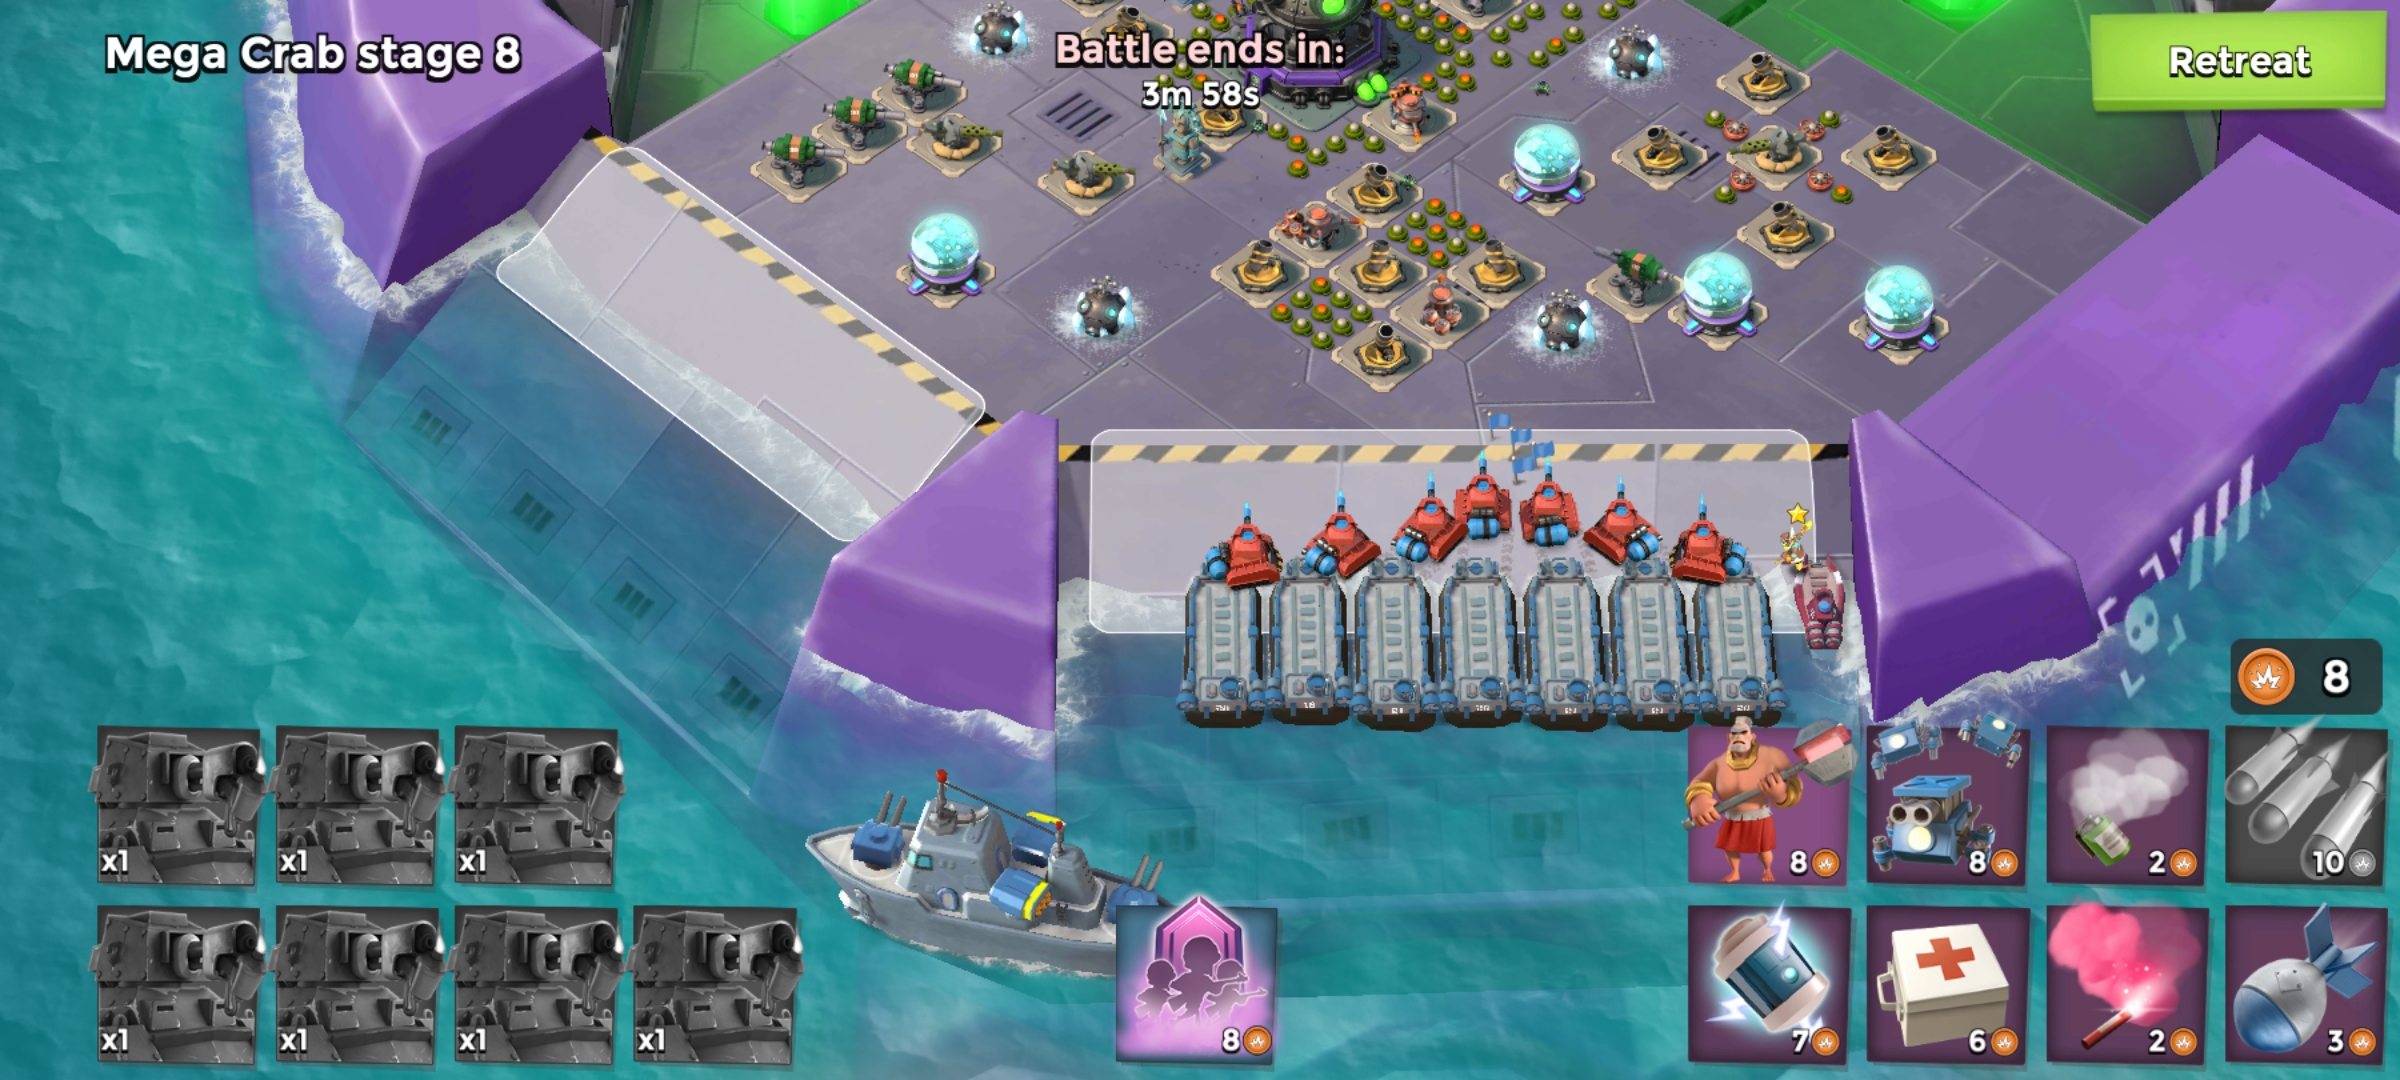 Mega Crab stage 8
Battle ends in:
3m 58s
Retreat
8
x1
x1
x1
8
8
2
10
x1
x1
x1
x1
8
7
6
2
3